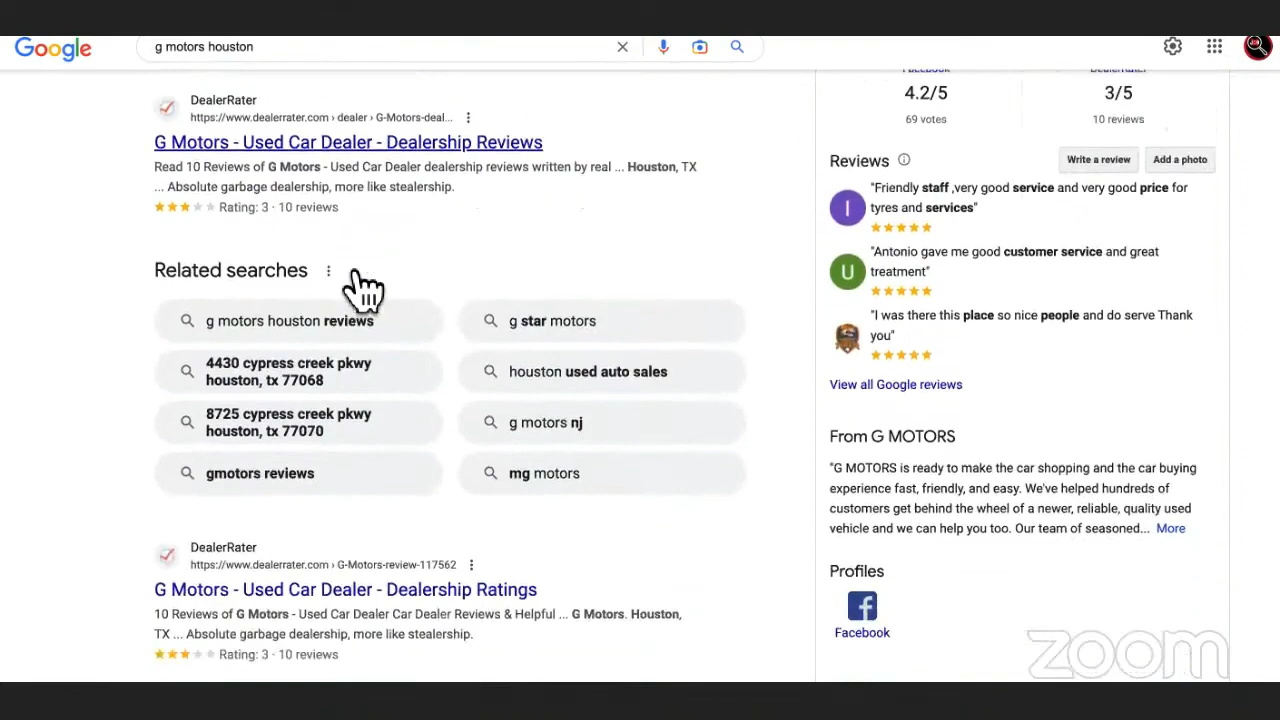 Google
g motors houston
DealerRater
https://www.dealerrater.com › dealer › G-Motors-deal...
G Motors - Used Car Dealer - Dealership Reviews
Read 10 Reviews of G Motors - Used Car Dealer dealership reviews written by real ... Houston, TX
... Absolute garbage dealership, more like stealership.
Rating: 3 · 10 reviews
Related searches
g motors houston reviews
g star motors
4430 cypress creek pkwy
houston, tx 77068
houston used auto sales
8725 cypress creek pkwy
houston, tx 77070
g motors nj
gmotors reviews
mg motors
DealerRater
https://www.dealerrater.com › G-Motors-review-117562
G Motors - Used Car Dealer - Dealership Ratings
10 Reviews of G Motors - Used Car Dealer Car Dealer Reviews & Helpful ... G Motors. Houston,
TX ... Absolute garbage dealership, more like stealership.
Rating: 3 · 10 reviews
Facebook
DealerRater
4.2/5
3/5
69 votes
10 reviews
Reviews
Write a review
Add a photo
I
"Friendly staff ,very good service and very good price for
tyres and services"
U
"Antonio gave me good customer service and great
treatment"
"I was there this place so nice people and do serve Thank
you"
View all Google reviews
From G MOTORS
"G MOTORS is ready to make the car shopping and the car buying
experience fast, friendly, and easy. We've helped hundreds of
customers get behind the wheel of a newer, reliable, quality used
vehicle and we can help you too. Our team of seasoned... More
Profiles
Facebook
zoom